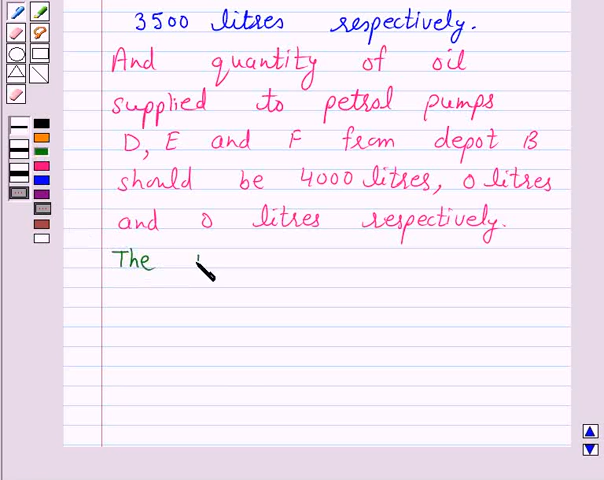 3500 litres respectively.
And quantity of oil
supplied to petrol pumps
D, E and F from depot B
should be 4000 litres, 0 litres
and 0 litres respectively.
The